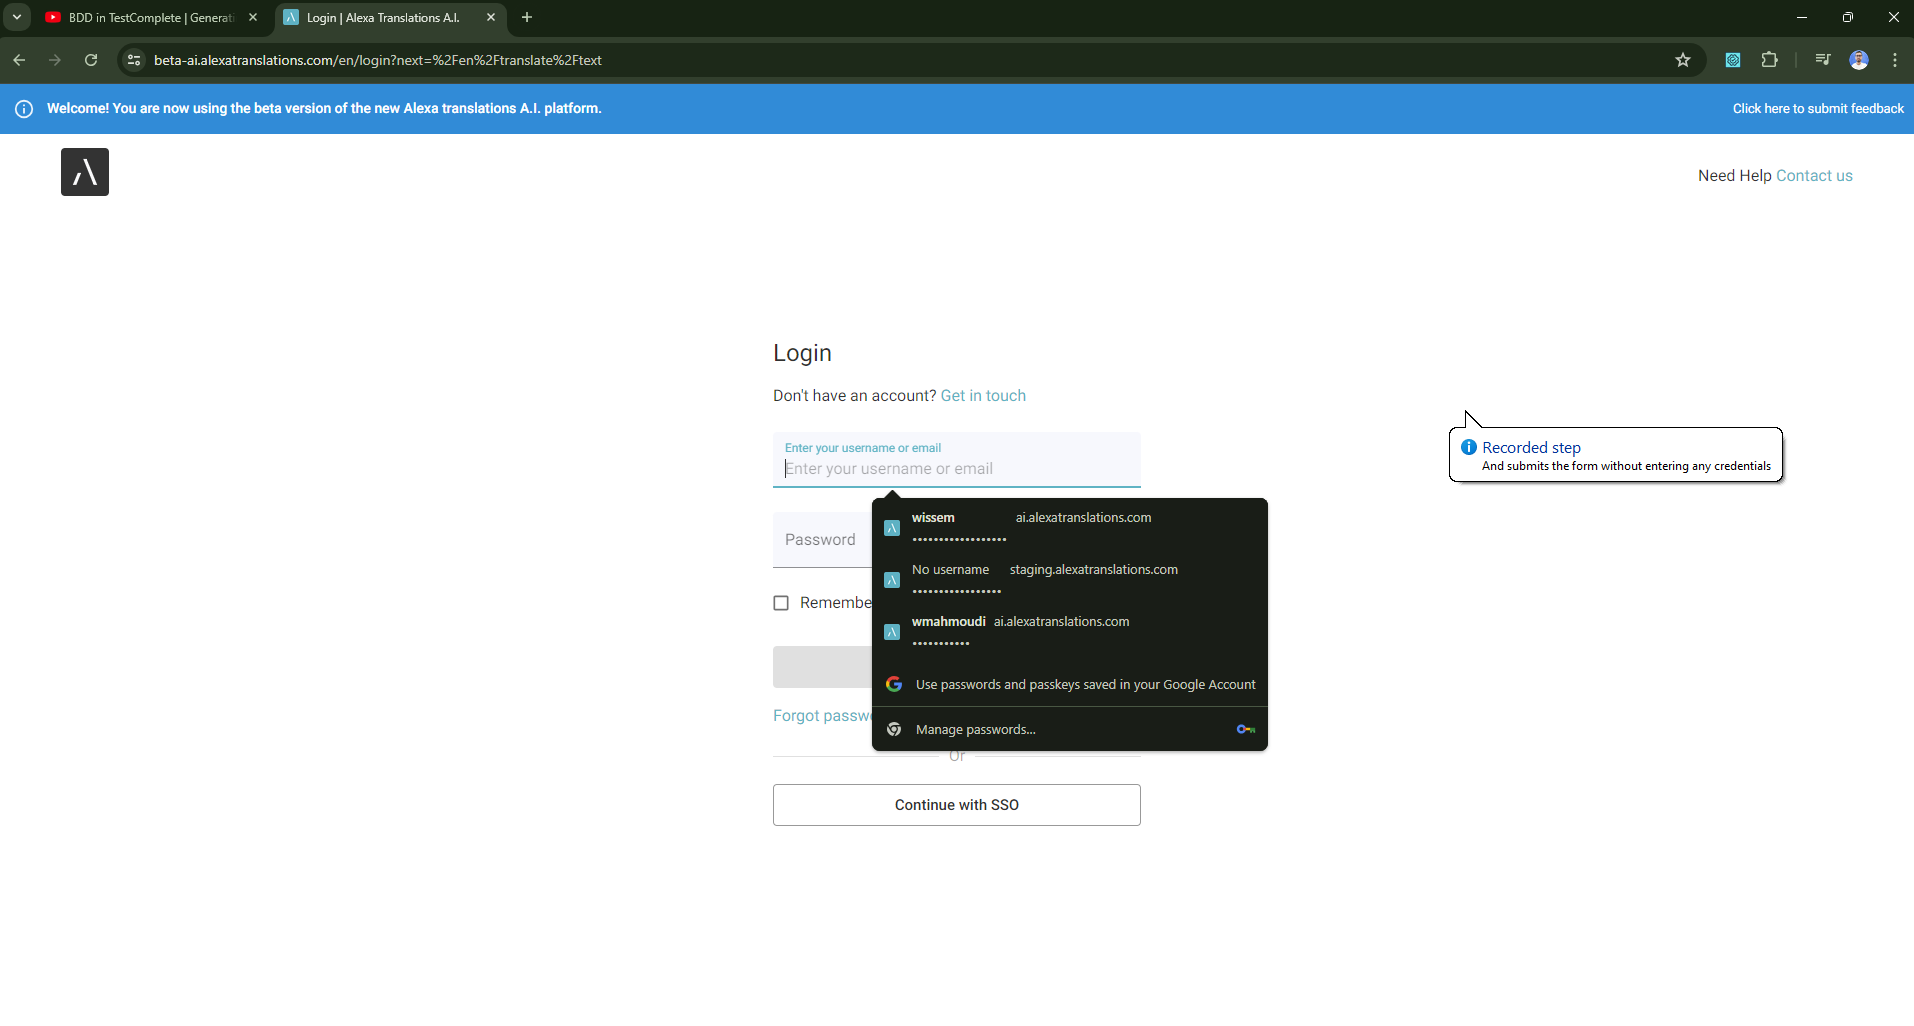 BDD in TestComplete | Generati
Login | Alexa Translations A.I.
beta-ai.alexatranslations.com/en/login?next=%2Fen%2Ftranslate%2Ftext
Welcome! You are now using the beta version of the new Alexa translations A.I. platform.
Click here to submit feedback
Need Help Contact us
Login
Don't have an account? Get in touch
Enter your username or email
Enter your username or email
Recorded step
And submits the form without entering any credentials
wissem ai.alexatranslations.com
••••••••••••••••••
Password
No username staging.alexatranslations.com
•••••••••••••••••
Remembe
wmahmoudi ai.alexatranslations.com
•••••••••••
Use passwords and passkeys saved in your Google Account
Forgot passw
Manage passwords...
Or
Continue with SSO